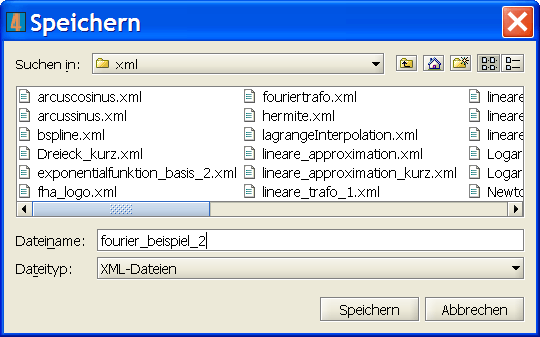 4 Speichern
Suchen in: xml
arcuscosinus.xml fouriertrafo.xml lineare
arcussinus.xml hermite.xml lineare
bspline.xml lagrangeInterpolation.xml lineare
Dreieck_kurz.xml lineare_approximation.xml Logar
exponentialfunktion_basis_2.xml lineare_approximation_kurz.xml Logar
fha_logo.xml lineare_trafo_1.xml Newto
Dateiname: fourier_beispiel_2
Dateityp: XML-Dateien
Speichern Abbrechen